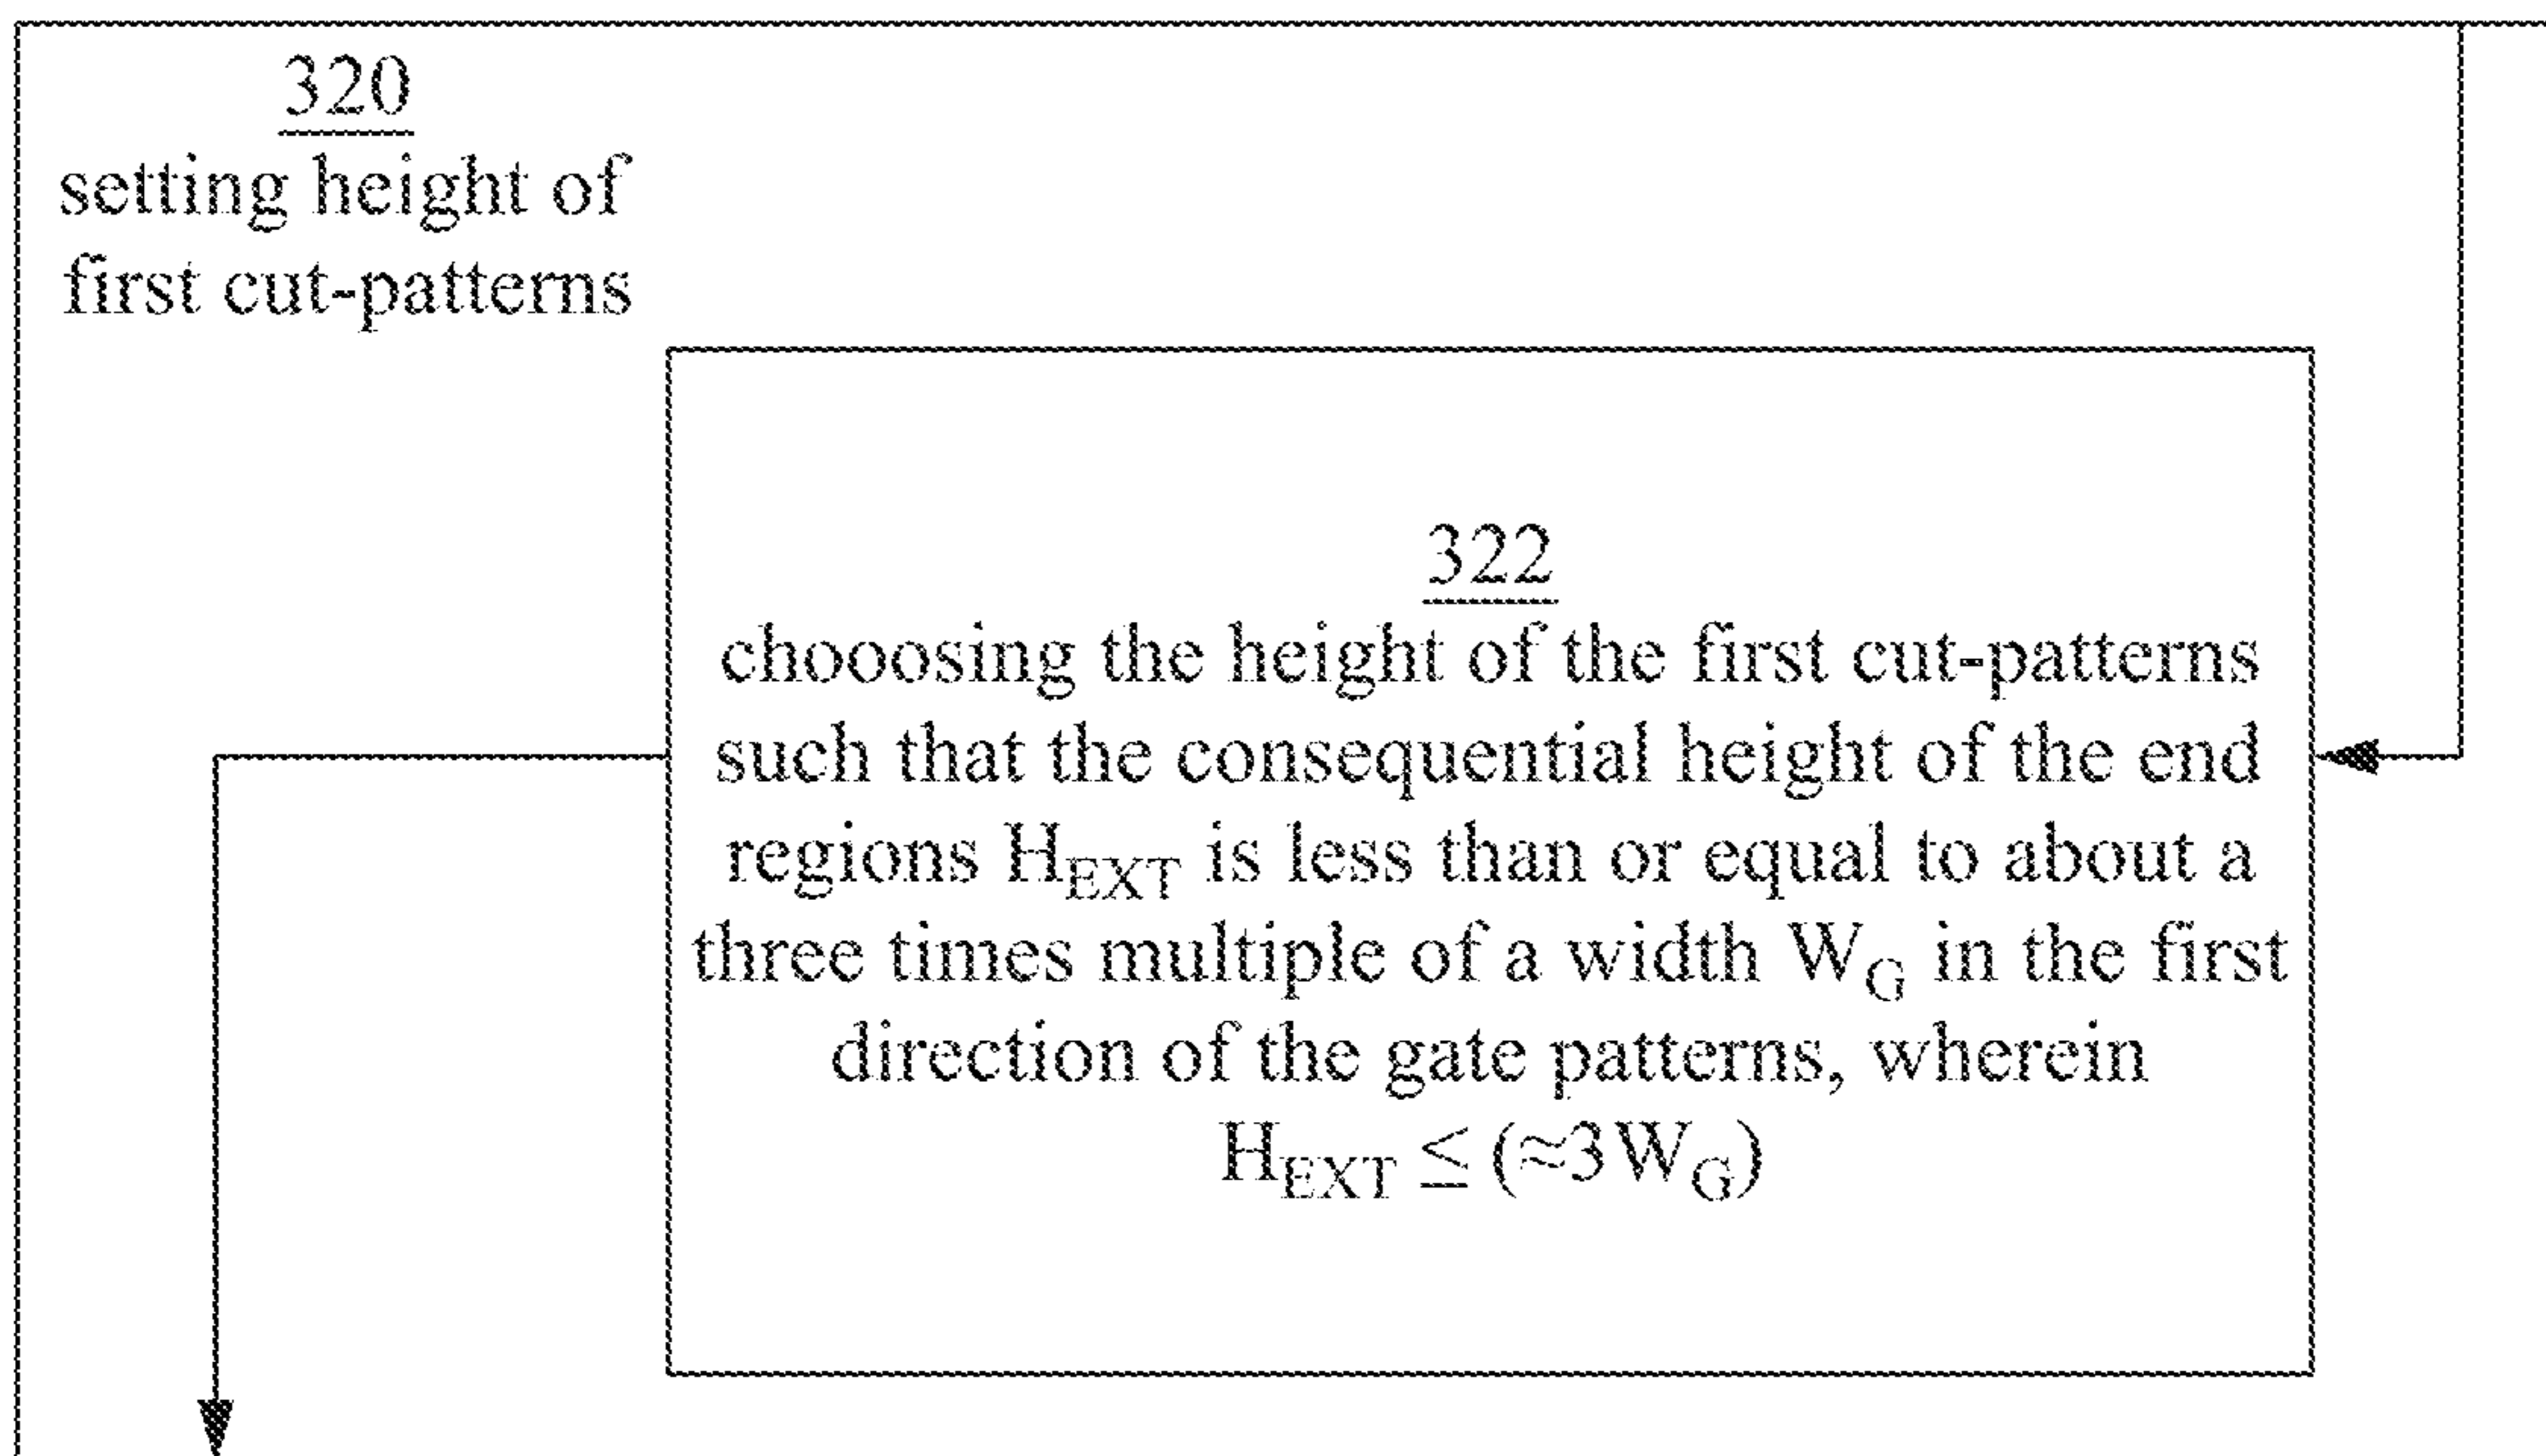 320
setting height of
first cut-patterns
322
chooosing the height of the first cut-patterns
such that the consequential height of the end
regions H_EXT is less than or equal to about a
three times multiple of a width W_G in the first
direction of the gate patterns, wherein
H_EXT ≤ (≈3W_G)